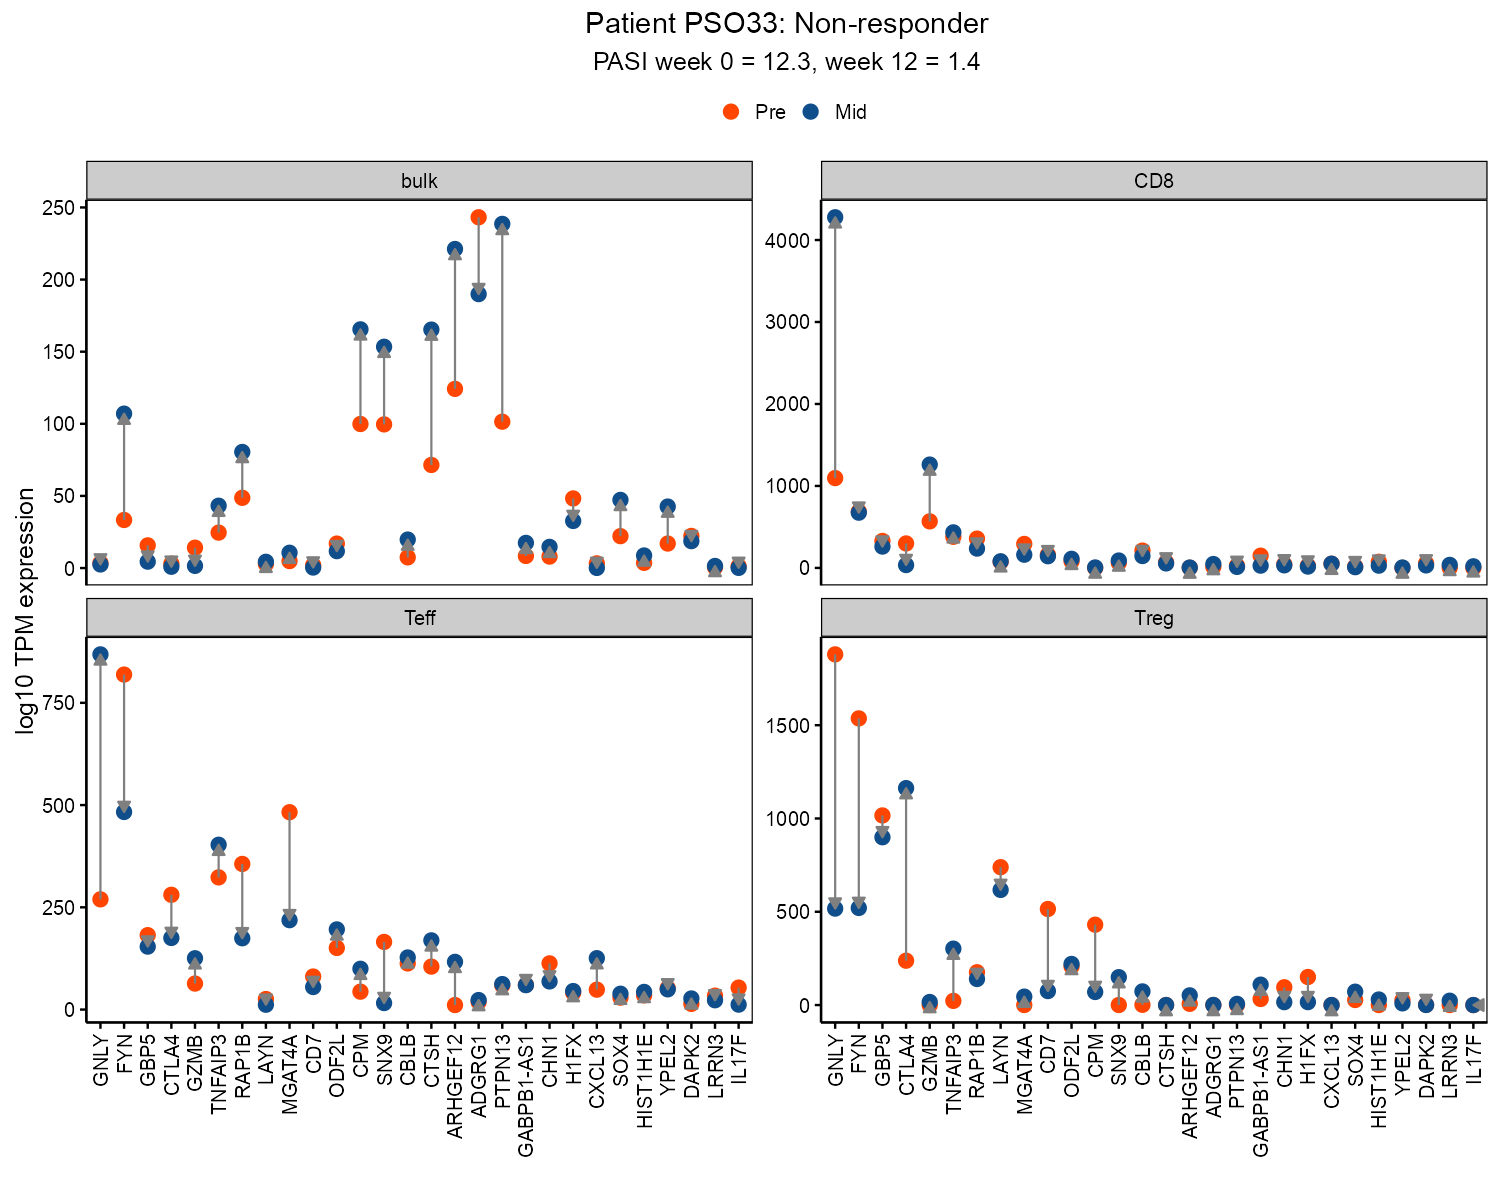 Patient PSO33: Non-responder
PASI week 0 = 12.3, week 12 = 1.4
Pre Mid
log10 TPM expression
bulk
250
200
150
100
50
0
CD8
4000
3000
2000
1000
0
Teff
750
500
250
0
GNLY
FYN
GBP5
CTLA4
GZMB
TNFAIP3
RAP1B
LAYN
MGAT4A
CD7
ODF2L
CPM
SNX9
CBLB
CTSH
ARHGEF12
ADGRG1
PTPN13
GABPB1-AS1
CHN1
H1FX
CXCL13
SOX4
HIST1H1E
YPEL2
DAPK2
LRRN3
IL17F
Treg
1500
1000
500
0
GNLY
FYN
GBP5
CTLA4
GZMB
TNFAIP3
RAP1B
LAYN
MGAT4A
CD7
ODF2L
CPM
SNX9
CBLB
CTSH
ARHGEF12
ADGRG1
PTPN13
GABPB1-AS1
CHN1
H1FX
CXCL13
SOX4
HIST1H1E
YPEL2
DAPK2
LRRN3
IL17F